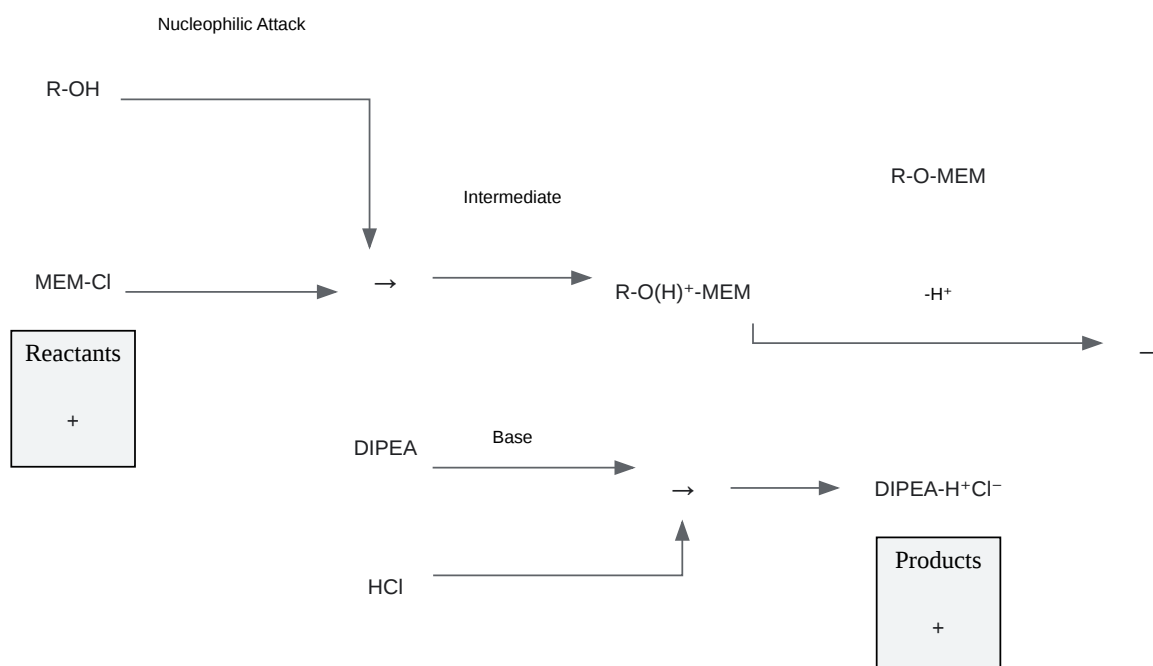 Nucleophilic Attack
R-OH
R-O-MEM
Intermediate
MEM-Cl
→
R-O(H)⁺-MEM
-H⁺
Reactants
+
DIPEA
Base
→
DIPEA-H⁺Cl⁻
HCl
Products
+